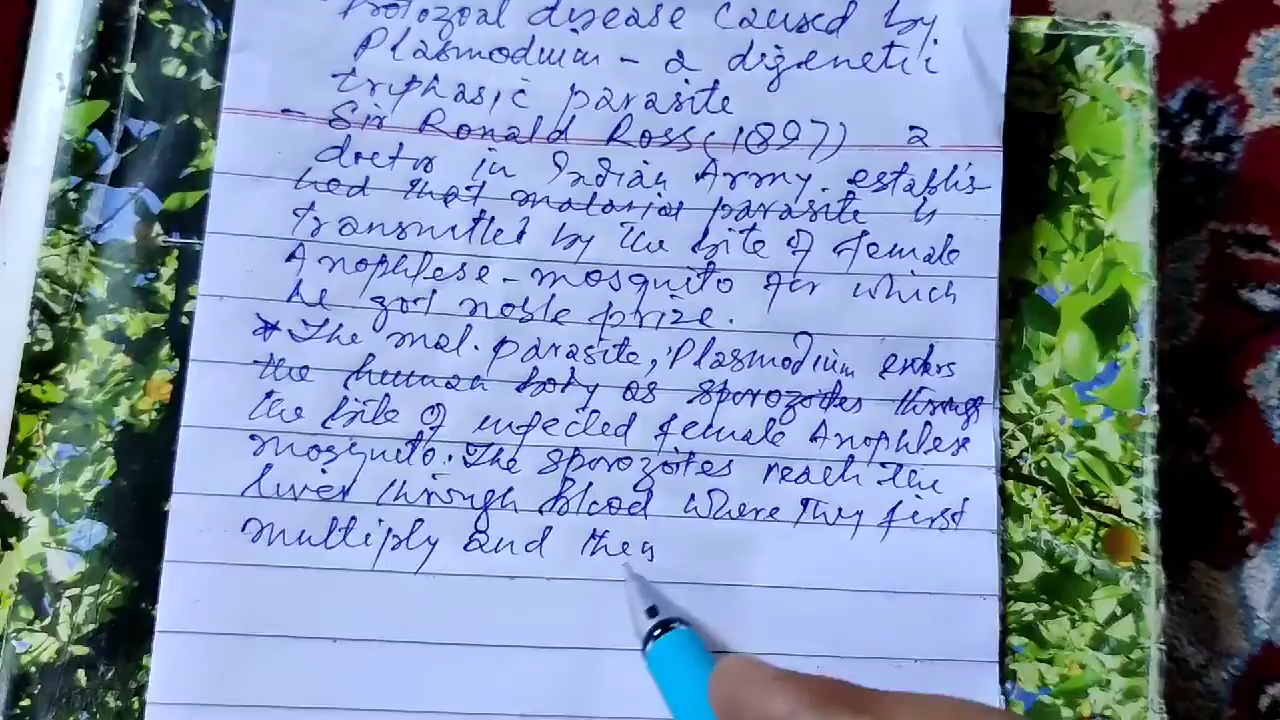 Protozoal disease caused by
Plasmodium - a digenetic
triphasic parasite
- Sir Ronald Ross (1897) a
doctor in Indian Army. establis
hed that malarial parasite is
transmitted by the bite of female
Anophlese - mosquito for which
he got noble prize.
* The mal. parasite, Plasmodium enters
the human body as sporozoites through
the bite of infected female Anophlese
mosquito. The sporozoites reach the
liver through blood where they first
multiply and then